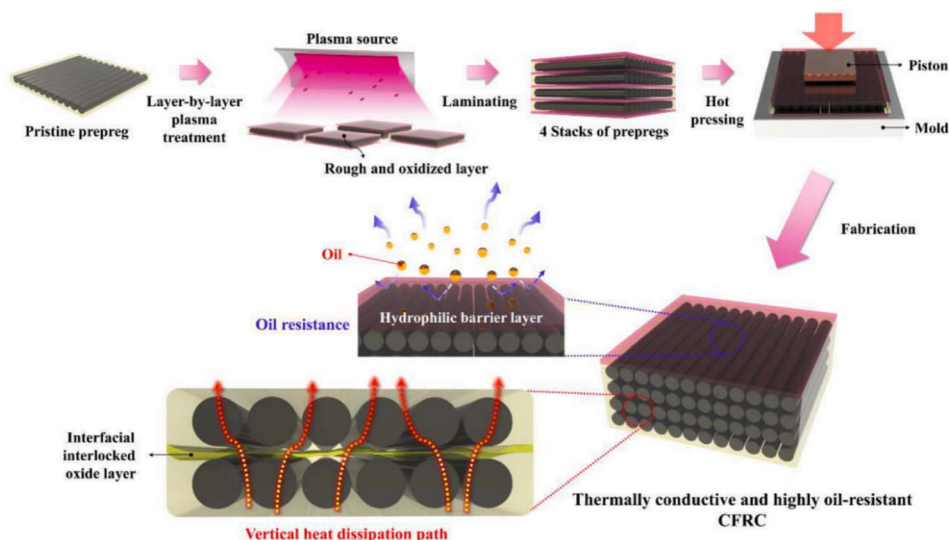 Plasma source
Piston
Pristine prepreg
Layer-by-layer
plasma
treatment
Laminating
4 Stacks of prepregs
Hot
pressing
Mold
Rough and oxidized layer
Fabrication
Oil
Oil resistance
Hydrophilic barrier layer
Interfacial
interlocked
oxide layer
Vertical heat dissipation path
Thermally conductive and highly oil-resistant
CFRC